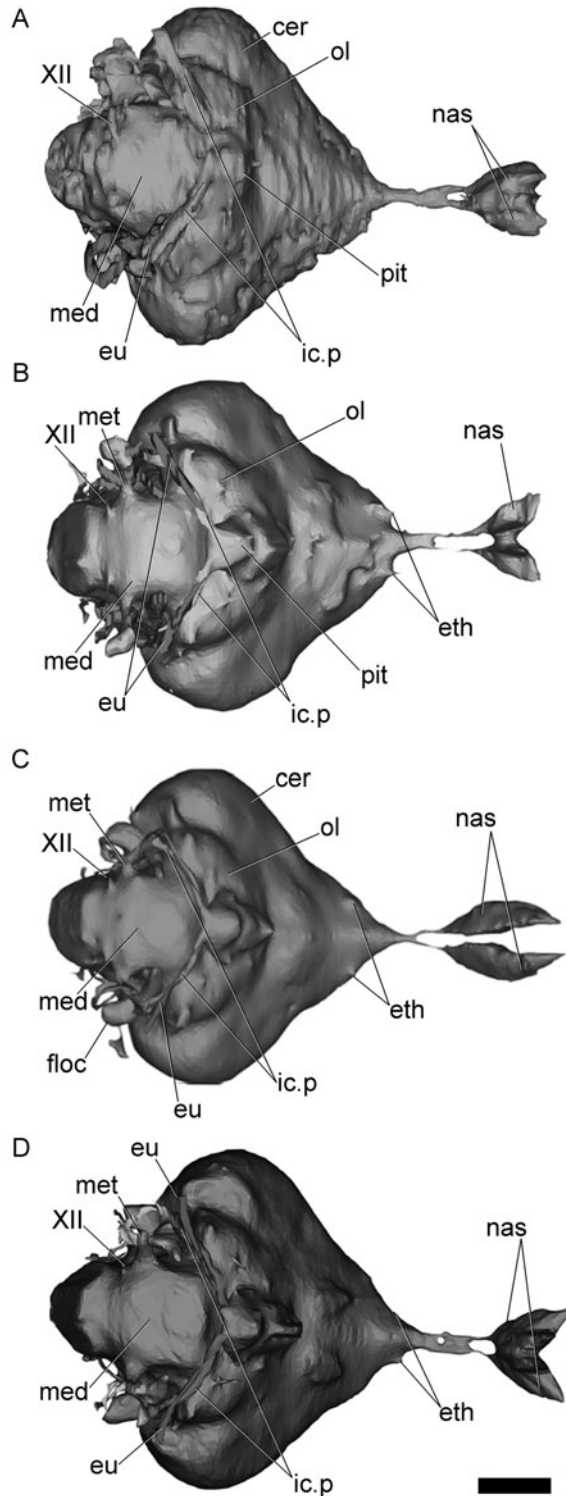 A
cer
ol
XII
nas
med
eu
ic.p
pit
B
met
XII
ol
nas
med
eu
ic.p
pit
eth
C
met
XII
cer
ol
nas
med
floc
eu
ic.p
eth
D
eu
met
XII
nas
med
eu
ic.p
eth